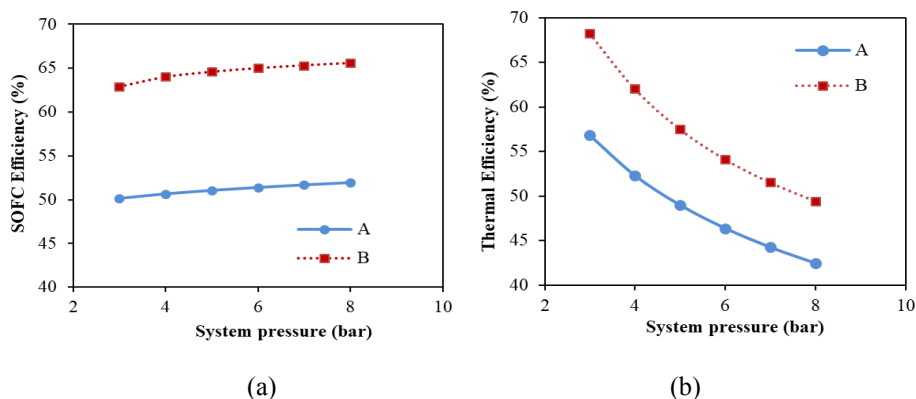 SOFC Efficiency (%)
70
65
60
55
50
45
40
A
B
2
4
6
8
10
System pressure (bar)
(a)
Thermal Efficiency (%)
70
65
60
55
50
45
40
A
B
2
4
6
8
10
System pressure (bar)
(b)